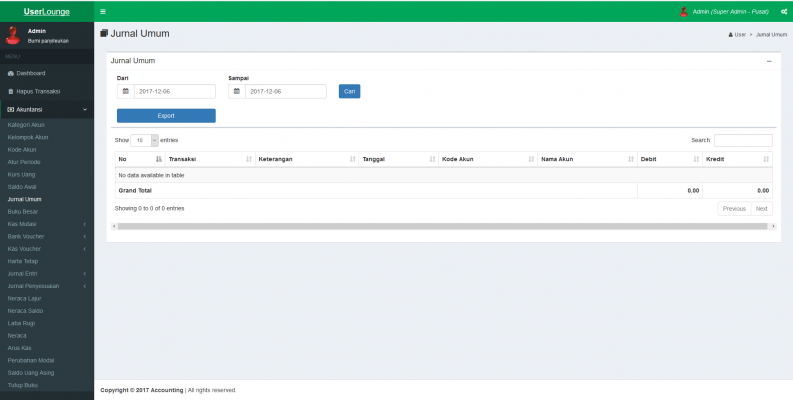 UserLounge
Admin (Super Admin - Pusat)
Admin
Bumi panjileukan
Jurnal Umum
User > Jurnal Umum
MENU
Dashboard
Hapus Transaksi
Akuntansi
Kategori Akun
Kelompok Akun
Kode Akun
Atur Periode
Kurs Uang
Saldo Awal
Jurnal Umum
Buku Besar
Kas Mutasi
Bank Voucher
Kas Voucher
Harta Tetap
Jurnal Entri
Jurnal Penyesuaian
Neraca Lajur
Neraca Saldo
Laba Rugi
Neraca
Arus Kas
Perubahan Modal
Saldo Uang Asing
Tutup Buku
Jurnal Umum
Dari Sampai
2017-12-06 2017-12-06 Cari
Export
Show 10 entries Search:
No Transaksi Keterangan Tanggal Kode Akun Nama Akun Debit Kredit
No data available in table
Grand Total 0.00 0.00
Showing 0 to 0 of 0 entries Previous Next
Copyright © 2017 Accounting | All rights reserved.